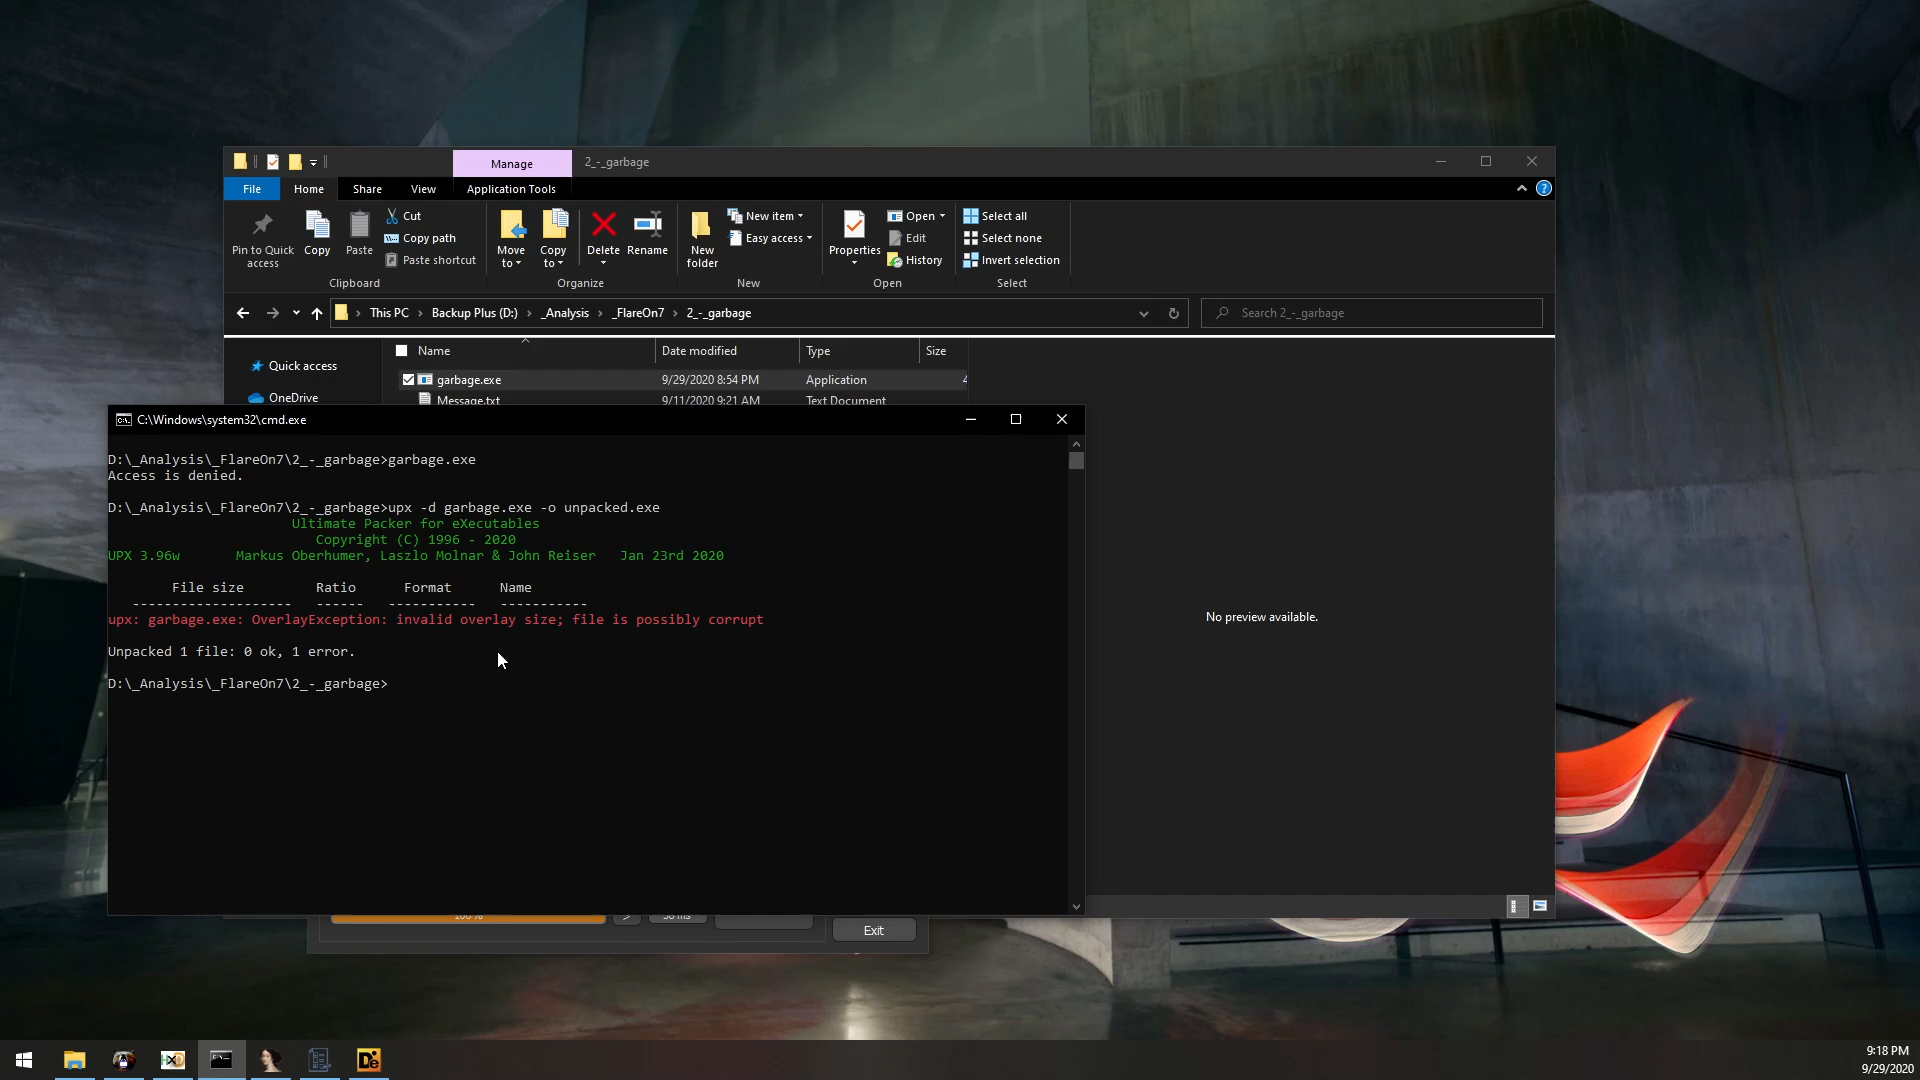 Manage
2_-_garbage
File
Home
Share
View
Application Tools
Pin to Quick access
Copy
Paste
Cut
Copy path
Paste shortcut
Clipboard
Move to
Copy to
Delete
Rename
Organize
New folder
New item
Easy access
New
Properties
Open
Edit
History
Open
Select all
Select none
Invert selection
Select
This PC > Backup Plus (D:) > _Analysis > _FlareOn7 > 2_-_garbage
Search 2_-_garbage
Quick access
OneDrive
Name Date modified Type Size
garbage.exe 9/29/2020 8:54 PM Application 4
Message.txt 9/11/2020 9:21 AM Text Document
No preview available.
C:\Windows\system32\cmd.exe
D:\_Analysis\_FlareOn7\2_-_garbage>garbage.exe
Access is denied.
D:\_Analysis\_FlareOn7\2_-_garbage>upx -d garbage.exe -o unpacked.exe
Ultimate Packer for eXecutables
Copyright (C) 1996 - 2020
UPX 3.96w Markus Oberhumer, Laszlo Molnar & John Reiser Jan 23rd 2020
File size Ratio Format Name
-------------------- ------ ----------- -----------
upx: garbage.exe: OverlayException: invalid overlay size; file is possibly corrupt
Unpacked 1 file: 0 ok, 1 error.
D:\_Analysis\_FlareOn7\2_-_garbage>
100%
>
Exit
9:18 PM
9/29/2020